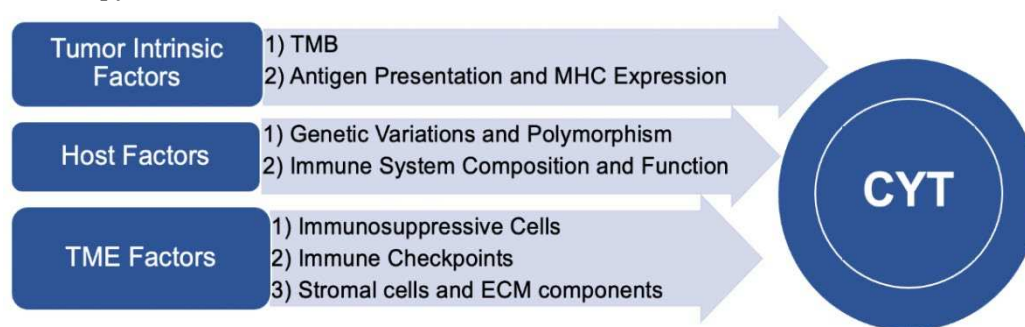 Tumor Intrinsic
Factors
1) TMB
2) Antigen Presentation and MHC Expression
Host Factors
1) Genetic Variations and Polymorphism
2) Immune System Composition and Function
TME Factors
1) Immunosuppressive Cells
2) Immune Checkpoints
3) Stromal cells and ECM components
CYT